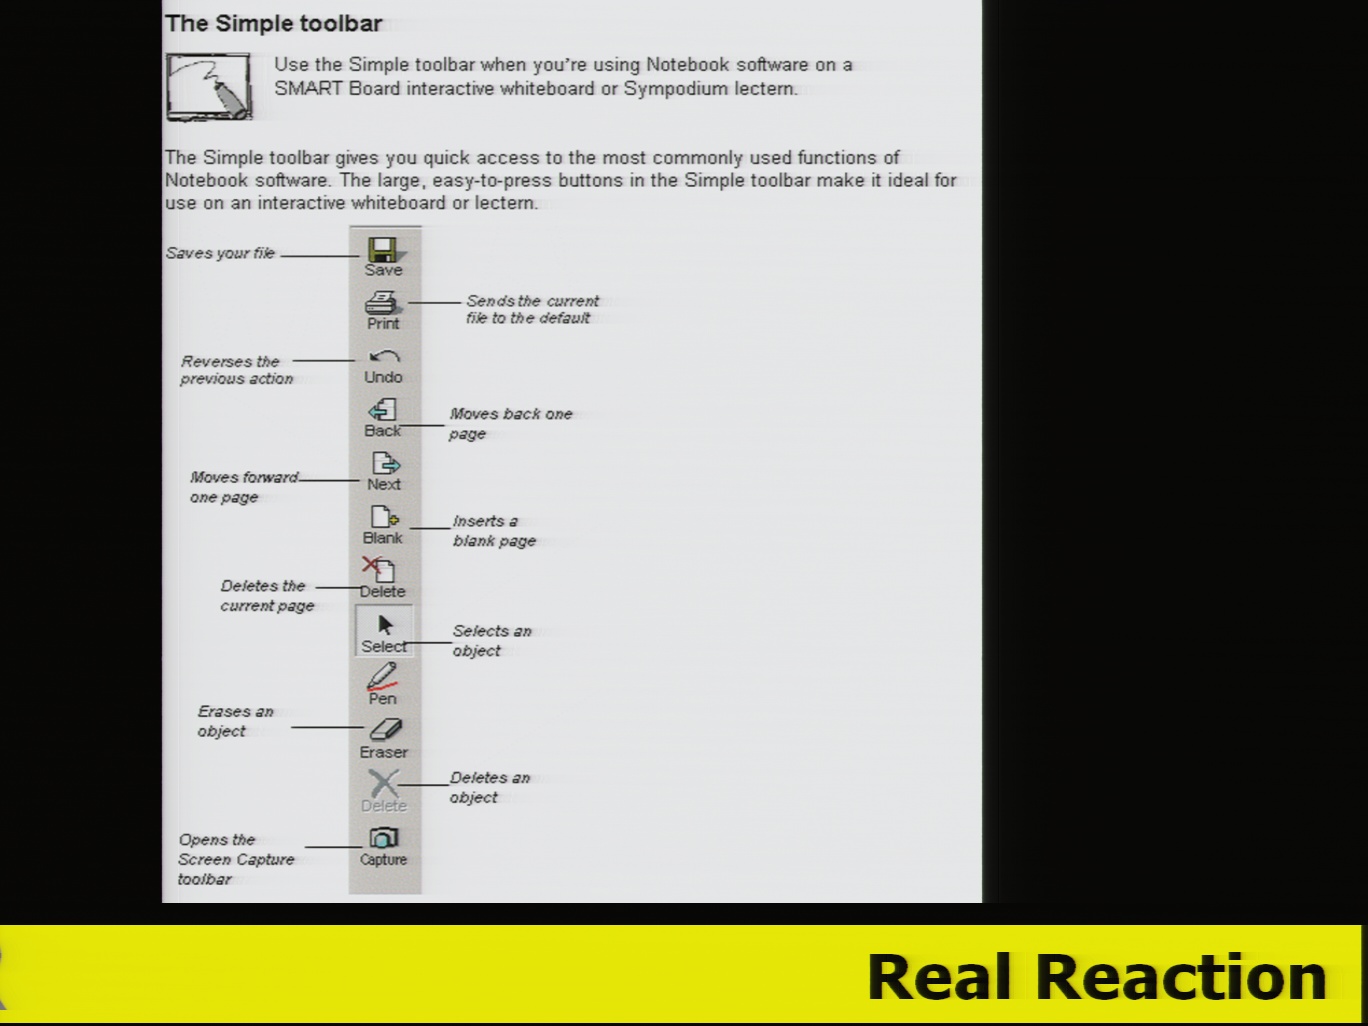 The Simple toolbar
Use the Simple toolbar when you're using Notebook software on a
SMART Board interactive whiteboard or Sympodium lectern.
The Simple toolbar gives you quick access to the most commonly used functions of
Notebook software. The large, easy-to-press buttons in the Simple toolbar make it ideal for
use on an interactive whiteboard or lectern.
Saves your file
Save
Sends the current
file to the default
Print
Reverses the
previous action
Undo
Moves back one
page
Back
Moves forward
one page
Next
Inserts a
blank page
Blank
Deletes the
current page
Delete
Selects an
object
Select
Pen
Erases an
object
Eraser
Deletes an
object
Delete
Opens the
Screen Capture
toolbar
Capture
Real Reaction